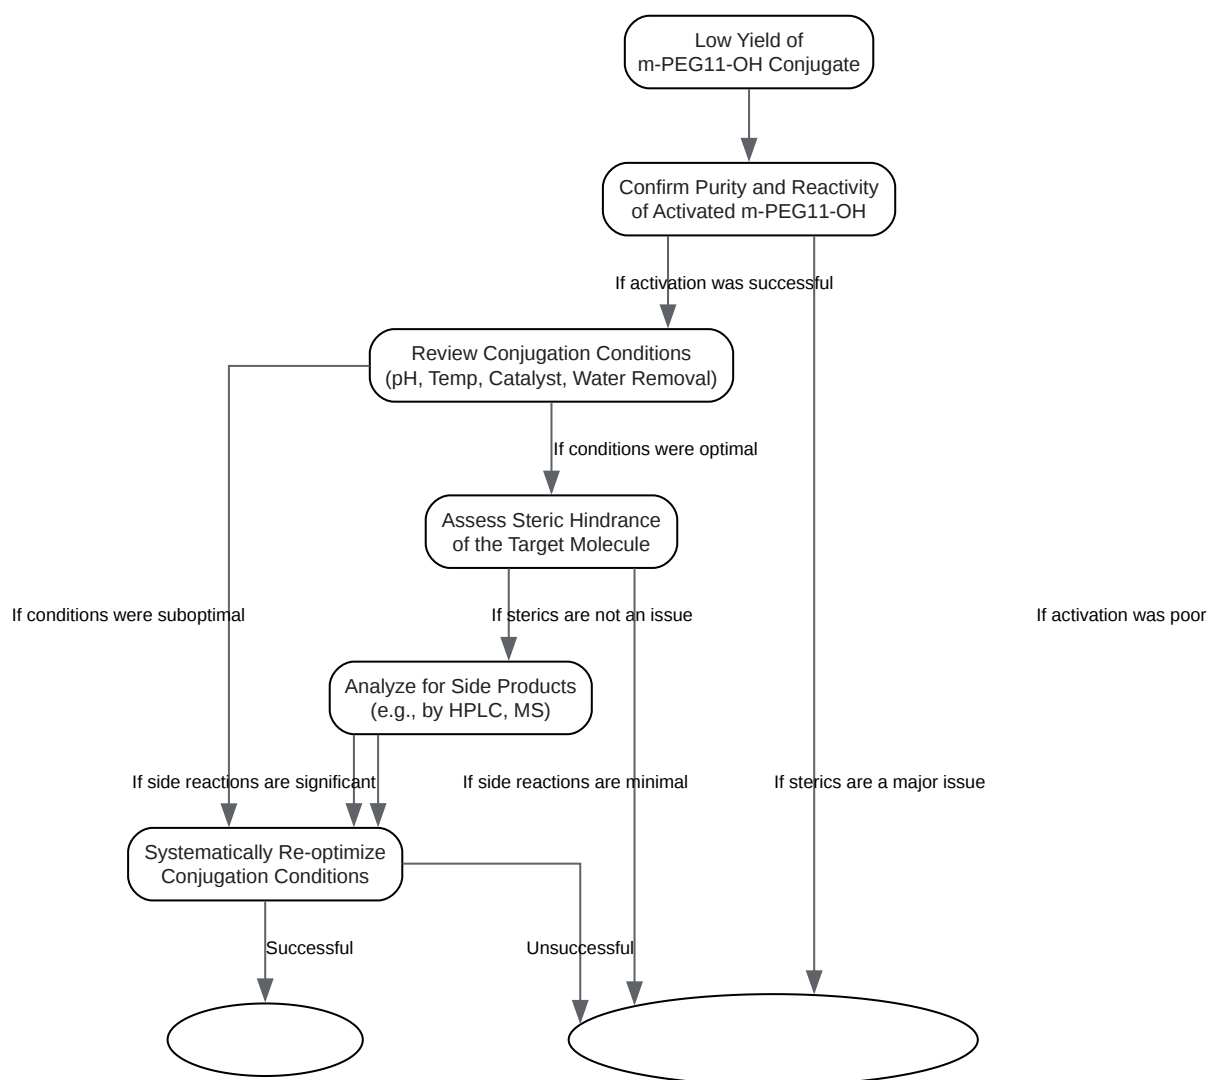 Low Yield of
m-PEG11-OH Conjugate
Confirm Purity and Reactivity
of Activated m-PEG11-OH
If activation was successful
Review Conjugation Conditions
(pH, Temp, Catalyst, Water Removal)
If conditions were optimal
Assess Steric Hindrance
of the Target Molecule
If conditions were suboptimal
If sterics are not an issue
If activation was poor
Analyze for Side Products
(e.g., by HPLC, MS)
If side reactions are significant
If side reactions are minimal
If sterics are a major issue
Systematically Re-optimize
Conjugation Conditions
Successful
Unsuccessful